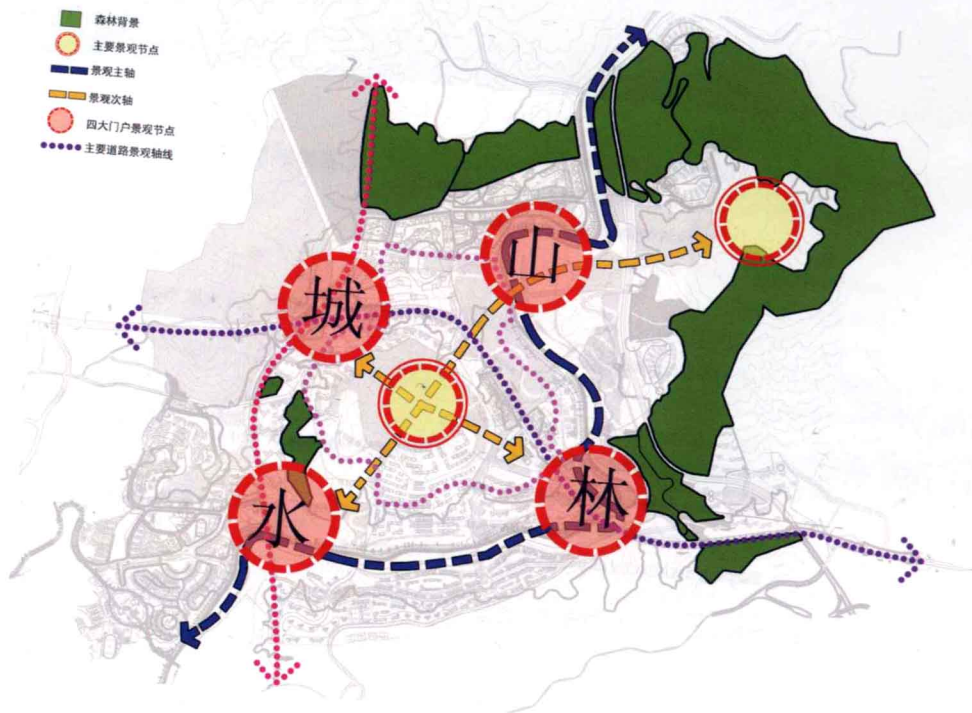 森林背景
主要景观节点
景观主轴
景观次轴
四大门户景观节点
主要道路景观轴线
山
城
林
水